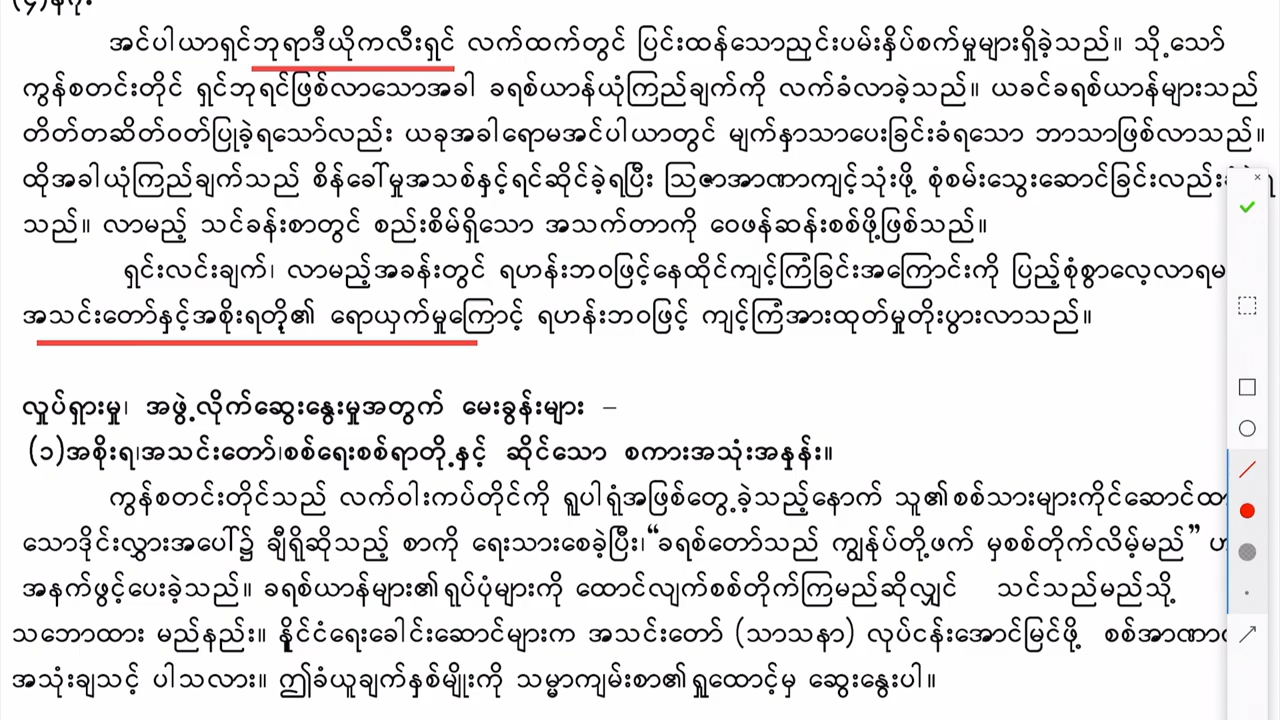 (၄)နိဂုံး
အင်ပါယာရှင်ဘုရာဒီယိုကလီးရှင် လက်ထက်တွင် ပြင်းထန်သောညှင်းပမ်းနှိပ်စက်မှုများရှိခဲ့သည်။ သို့သော်
ကွန်စတင်းတိုင် ရှင်ဘုရင်ဖြစ်လာသောအခါ ခရစ်ယာန်ယုံကြည်ချက်ကို လက်ခံလာခဲ့သည်။ ယခင်ခရစ်ယာန်များသည်
တိတ်တဆိတ်ဝတ်ပြုခဲ့ရသော်လည်း ယခုအခါရောမအင်ပါယာတွင် မျက်နှာသာပေးခြင်းခံရသော ဘာသာဖြစ်လာသည်။
ထိုအခါယုံကြည်ချက်သည် စိန်ခေါ်မှုအသစ်နှင့်ရင်ဆိုင်ခဲ့ရပြီး ဩဇာအာဏာကျင့်သုံးဖို့ စုံစမ်းသွေးဆောင်ခြင်းလည်း
သည်။ လာမည့် သင်ခန်းစာတွင် စည်းစိမ်ရှိသော အသက်တာကို ဝေဖန်ဆန်းစစ်ဖို့ဖြစ်သည်။
ရှင်းလင်းချက်၊ လာမည့်အခန်းတွင် ရဟန်းဘဝဖြင့်နေထိုင်ကျင့်ကြံခြင်းအကြောင်းကို ပြည့်စုံစွာလေ့လာရမ
အသင်းတော်နှင့်အစိုးရတို့၏ ရောယှက်မှုကြောင့် ရဟန်းဘဝဖြင့် ကျင့်ကြံအားထုတ်မှုတိုးပွားလာသည်။
လှုပ်ရှားမှု၊ အဖွဲ့လိုက်ဆွေးနွေးမှုအတွက် မေးခွန်းများ –
(၁)အစိုးရ၊အသင်းတော်၊စစ်ရေးစစ်ရာတို့နှင့် ဆိုင်သော စကားအသုံးအနှုန်း။
ကွန်စတင်းတိုင်သည် လက်ဝါးကပ်တိုင်ကို ရူပါရုံအဖြစ်တွေ့ခဲ့သည့်နောက် သူ၏စစ်သားများကိုင်ဆောင်ထာ
သောဒိုင်းလွှားအပေါ်၌ ချီရိုဆိုသည့် စာကို ရေးသားစေခဲ့ပြီး၊“ခရစ်တော်သည် ကျွန်ုပ်တို့ဖက် မှစစ်တိုက်လိမ့်မည်”
အနက်ဖွင့်ပေးခဲ့သည်။ ခရစ်ယာန်များ၏ရုပ်ပုံများကို ထောင်လျက်စစ်တိုက်ကြမည်ဆိုလျှင် သင်သည်မည်သို့
သဘောထား မည်နည်း။ နိုင်ငံရေးခေါင်းဆောင်များက အသင်းတော် (သာသနာ) လုပ်ငန်းအောင်မြင်ဖို့ စစ်အာဏာ
အသုံးချသင့် ပါသလား။ ဤခံယူချက်နှစ်မျိုးကို သမ္မာကျမ်းစာ၏ရှုထောင့်မှ ဆွေးနွေးပါ။